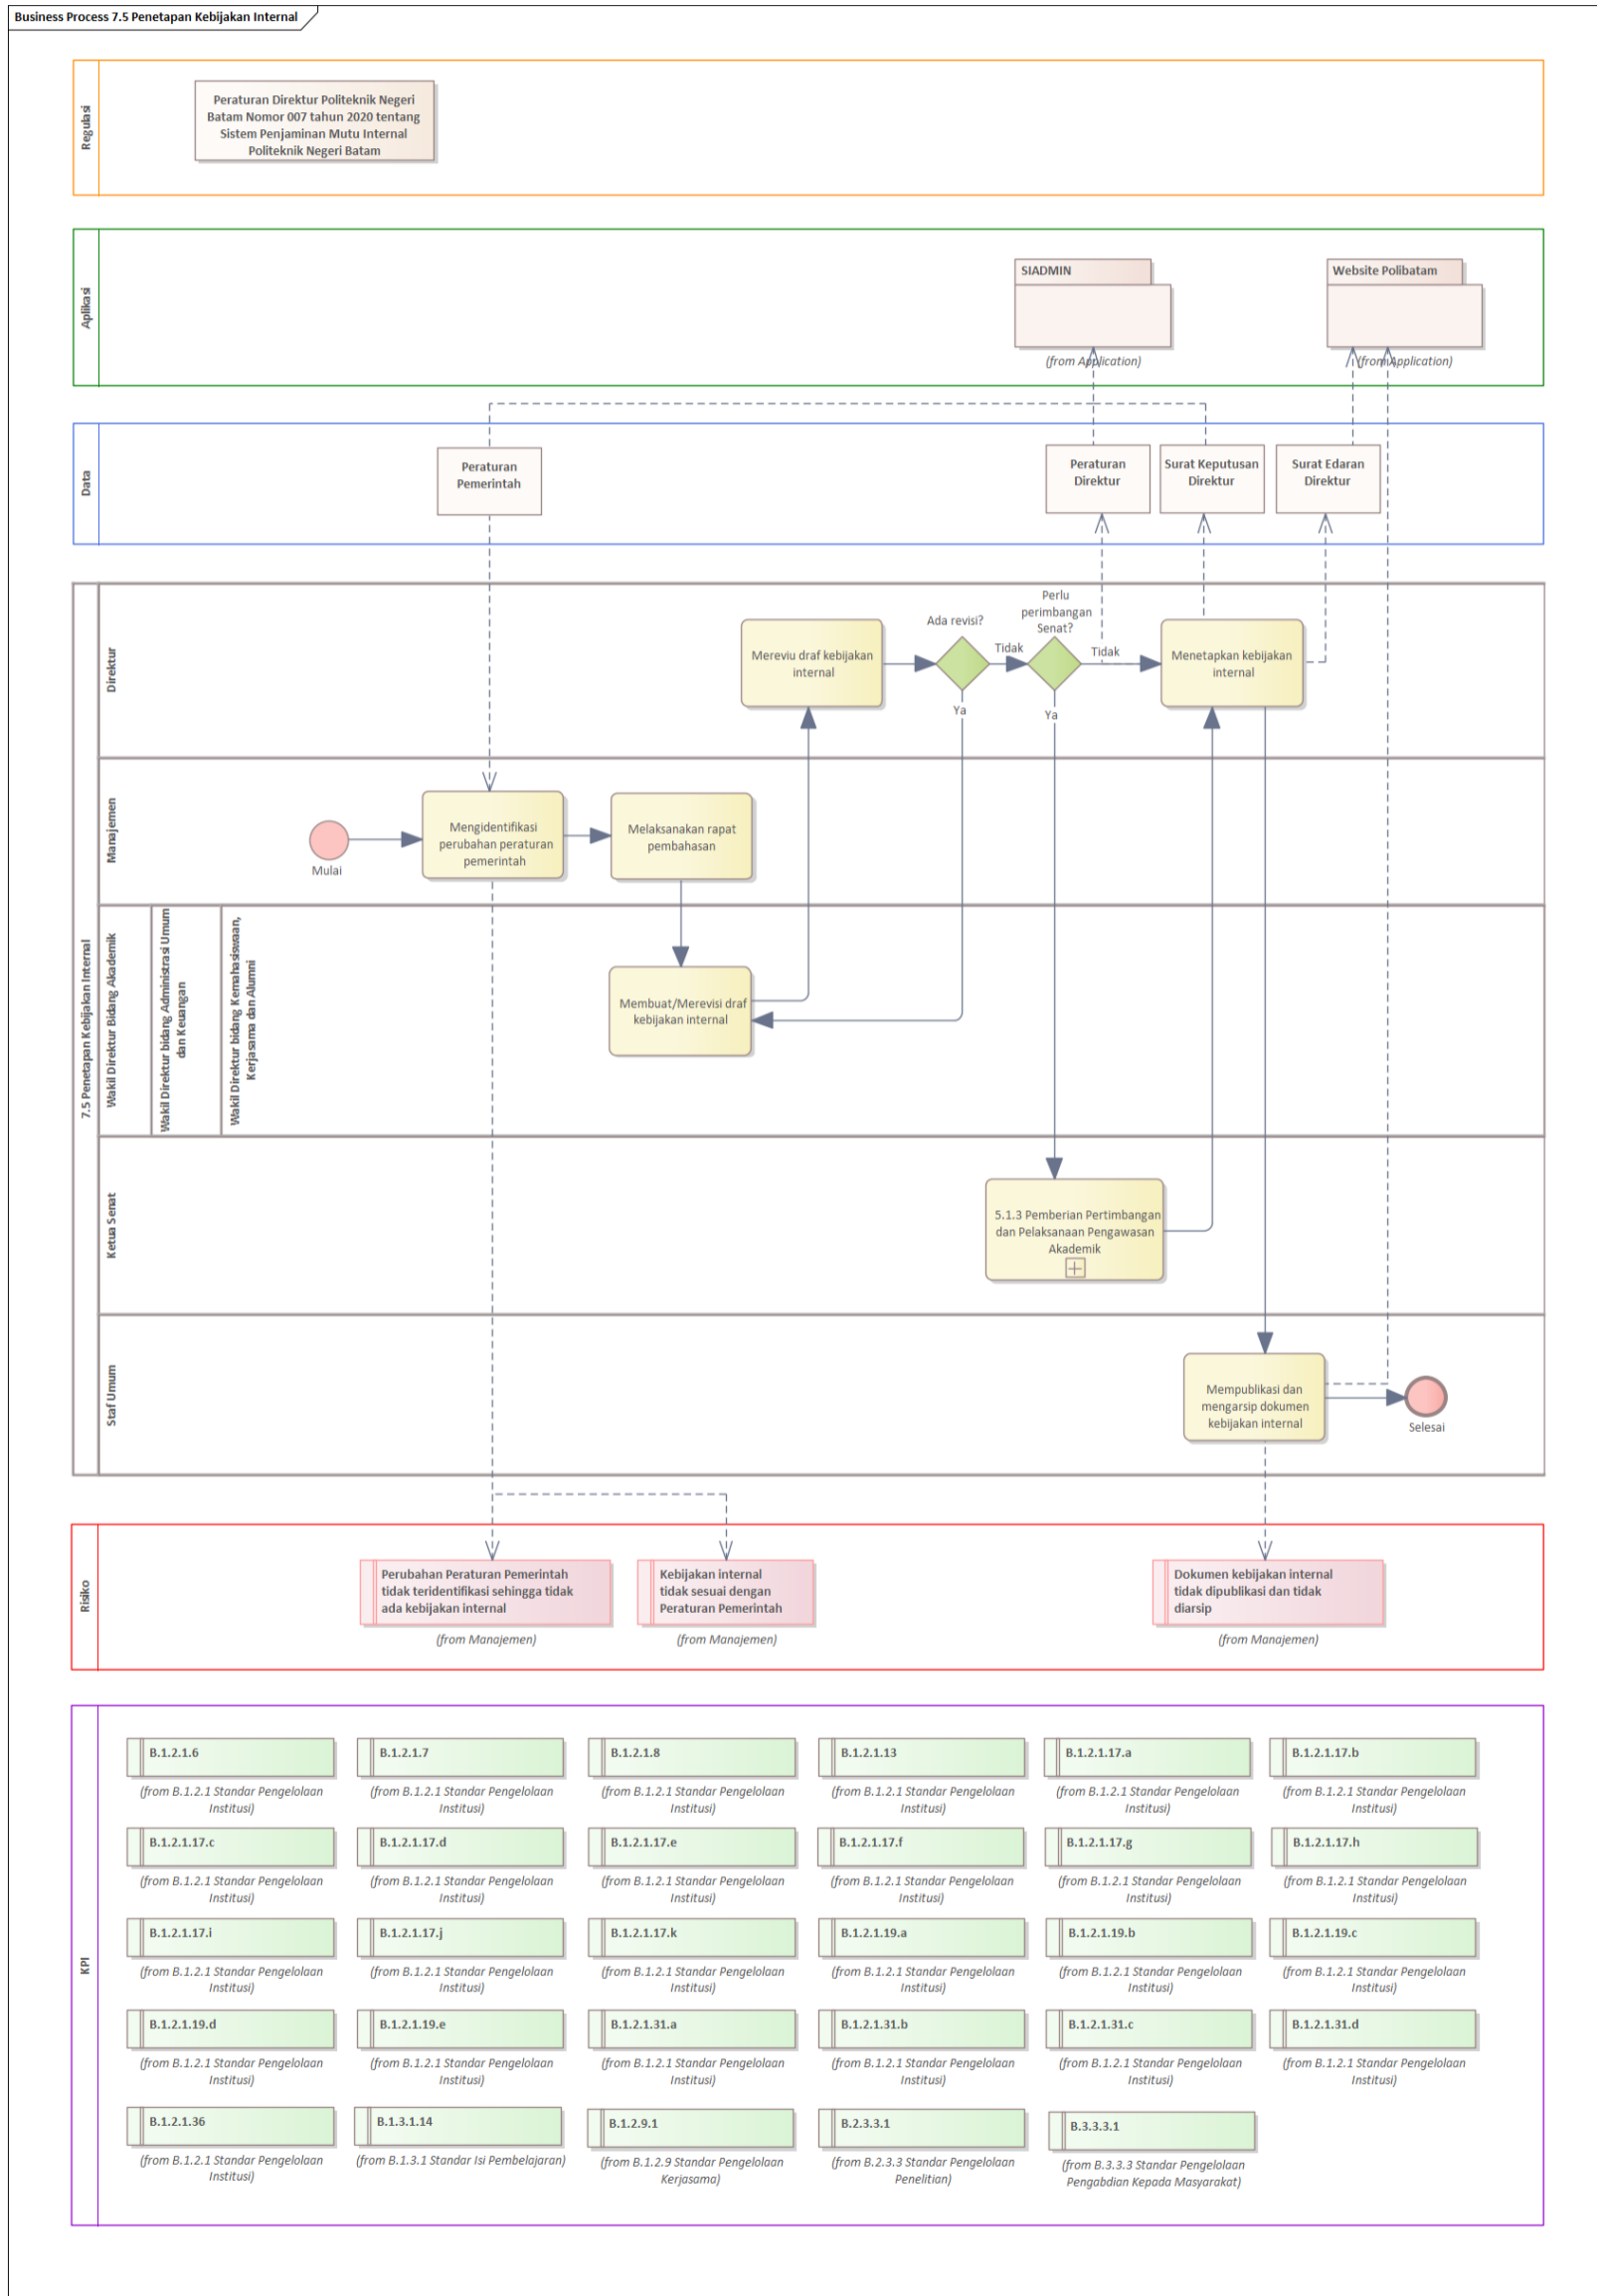 Business Process 7.5 Penetapan Kebijakan Internal
Regulasi
Peraturan Direktur Politeknik Negeri
Batam Nomor 007 tahun 2020 tentang
Sistem Penjaminan Mutu Internal
Politeknik Negeri Batam
Aplikasi
SIADMIN
(from Application)
Website Polibatam
(from Application)
Data
Peraturan
Pemerintah
Peraturan
Direktur
Surat Keputusan
Direktur
Surat Edaran
Direktur
7.5 Penetapan Kebijakan Internal
Direktur
Mereviu draf kebijakan
internal
Ada revisi?
Tidak
Ya
Perlu
perimbangan
Senat?
Tidak
Ya
Menetapkan kebijakan
internal
Manajemen
Mulai
Mengidentifikasi
perubahan peraturan
pemerintah
Melaksanakan rapat
pembahasan
Wakil Direktur Bidang Akademik
Wakil Direktur bidang Administrasi Umum
dan Keuangan
Wakil Direktur bidang Kemahasiswaan,
Kerjasama dan Alumni
Membuat/Merevisi draf
kebijakan internal
Ketua Senat
5.1.3 Pemberian Pertimbangan
dan Pelaksanaan Pengawasan
Akademik
Staf Umum
Mempublikasi dan
mengarsip dokumen
kebijakan internal
Selesai
Risiko
Perubahan Peraturan Pemerintah
tidak teridentifikasi sehingga tidak
ada kebijakan internal
(from Manajemen)
Kebijakan internal
tidak sesuai dengan
Peraturan Pemerintah
(from Manajemen)
Dokumen kebijakan internal
tidak dipublikasi dan tidak
diarsip
(from Manajemen)
KPI
B.1.2.1.6
(from B.1.2.1 Standar Pengelolaan
Institusi)
B.1.2.1.7
(from B.1.2.1 Standar Pengelolaan
Institusi)
B.1.2.1.8
(from B.1.2.1 Standar Pengelolaan
Institusi)
B.1.2.1.13
(from B.1.2.1 Standar Pengelolaan
Institusi)
B.1.2.1.17.a
(from B.1.2.1 Standar Pengelolaan
Institusi)
B.1.2.1.17.b
(from B.1.2.1 Standar Pengelolaan
Institusi)
B.1.2.1.17.c
(from B.1.2.1 Standar Pengelolaan
Institusi)
B.1.2.1.17.d
(from B.1.2.1 Standar Pengelolaan
Institusi)
B.1.2.1.17.e
(from B.1.2.1 Standar Pengelolaan
Institusi)
B.1.2.1.17.f
(from B.1.2.1 Standar Pengelolaan
Institusi)
B.1.2.1.17.g
(from B.1.2.1 Standar Pengelolaan
Institusi)
B.1.2.1.17.h
(from B.1.2.1 Standar Pengelolaan
Institusi)
B.1.2.1.17.i
(from B.1.2.1 Standar Pengelolaan
Institusi)
B.1.2.1.17.j
(from B.1.2.1 Standar Pengelolaan
Institusi)
B.1.2.1.17.k
(from B.1.2.1 Standar Pengelolaan
Institusi)
B.1.2.1.19.a
(from B.1.2.1 Standar Pengelolaan
Institusi)
B.1.2.1.19.b
(from B.1.2.1 Standar Pengelolaan
Institusi)
B.1.2.1.19.c
(from B.1.2.1 Standar Pengelolaan
Institusi)
B.1.2.1.19.d
(from B.1.2.1 Standar Pengelolaan
Institusi)
B.1.2.1.19.e
(from B.1.2.1 Standar Pengelolaan
Institusi)
B.1.2.1.31.a
(from B.1.2.1 Standar Pengelolaan
Institusi)
B.1.2.1.31.b
(from B.1.2.1 Standar Pengelolaan
Institusi)
B.1.2.1.31.c
(from B.1.2.1 Standar Pengelolaan
Institusi)
B.1.2.1.31.d
(from B.1.2.1 Standar Pengelolaan
Institusi)
B.1.2.1.36
(from B.1.2.1 Standar Pengelolaan
Institusi)
B.1.3.1.14
(from B.1.3.1 Standar Isi Pembelajaran)
B.1.2.9.1
(from B.1.2.9 Standar Pengelolaan
Kerjasama)
B.2.3.3.1
(from B.2.3.3 Standar Pengelolaan
Penelitian)
B.3.3.3.1
(from B.3.3.3 Standar Pengelolaan
Pengabdian Kepada Masyarakat)